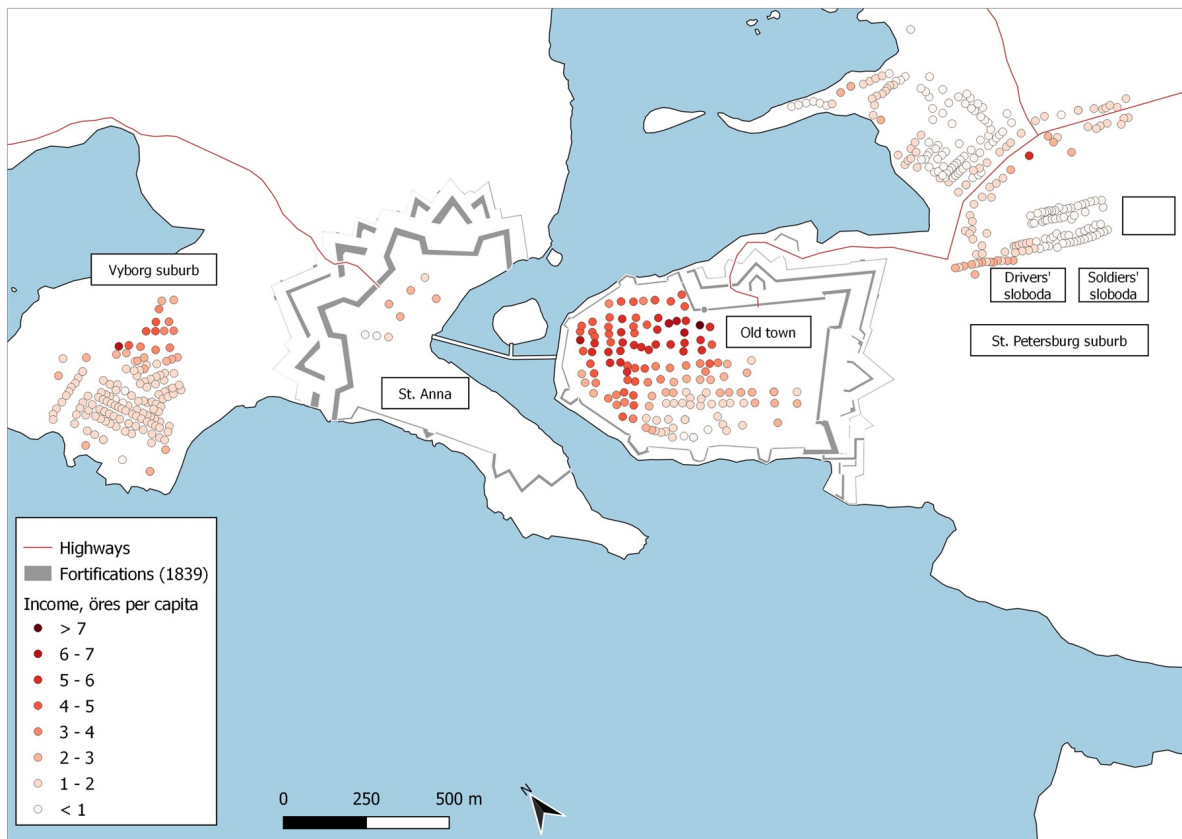 Vyborg suburb
St. Anna
Old town
Drivers'
sloboda
Soldiers'
sloboda
St. Petersburg suburb
Highways
Fortifications (1839)
Income, öres per capita
> 7
6 - 7
5 - 6
4 - 5
3 - 4
2 - 3
1 - 2
< 1
0 250 500 m
N